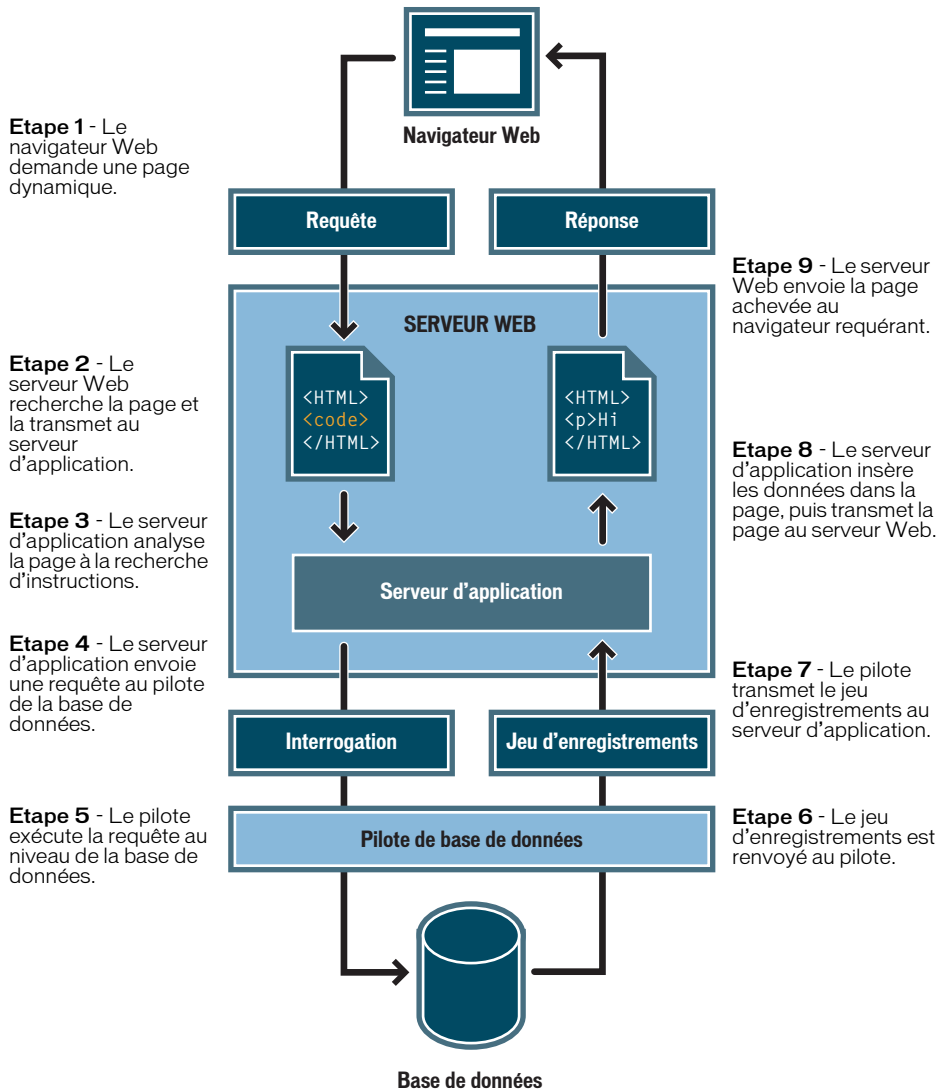 Navigateur Web
Etape 1 - Le
navigateur Web
demande une page
dynamique.
Requête
Réponse
Etape 9 - Le serveur
Web envoie la page
achevée au
navigateur requérant.
SERVEUR WEB
Etape 2 - Le
serveur Web
recherche la page et
la transmet au
serveur
d'application.
<HTML>
<code>
</HTML>
<HTML>
<p>Hi
</HTML>
Etape 8 - Le serveur
d'application insère
les données dans la
page, puis transmet la
page au serveur Web.
Etape 3 - Le serveur
d'application analyse
la page à la recherche
d'instructions.
Serveur d'application
Etape 4 - Le serveur
d'application envoie
une requête au pilote
de la base de
données.
Etape 7 - Le pilote
transmet le jeu
d'enregistrements au
serveur d'application.
Interrogation
Jeu d'enregistrements
Etape 5 - Le pilote
exécute la requête au
niveau de la base de
données.
Pilote de base de données
Etape 6 - Le jeu
d'enregistrements est
renvoyé au pilote.
Base de données